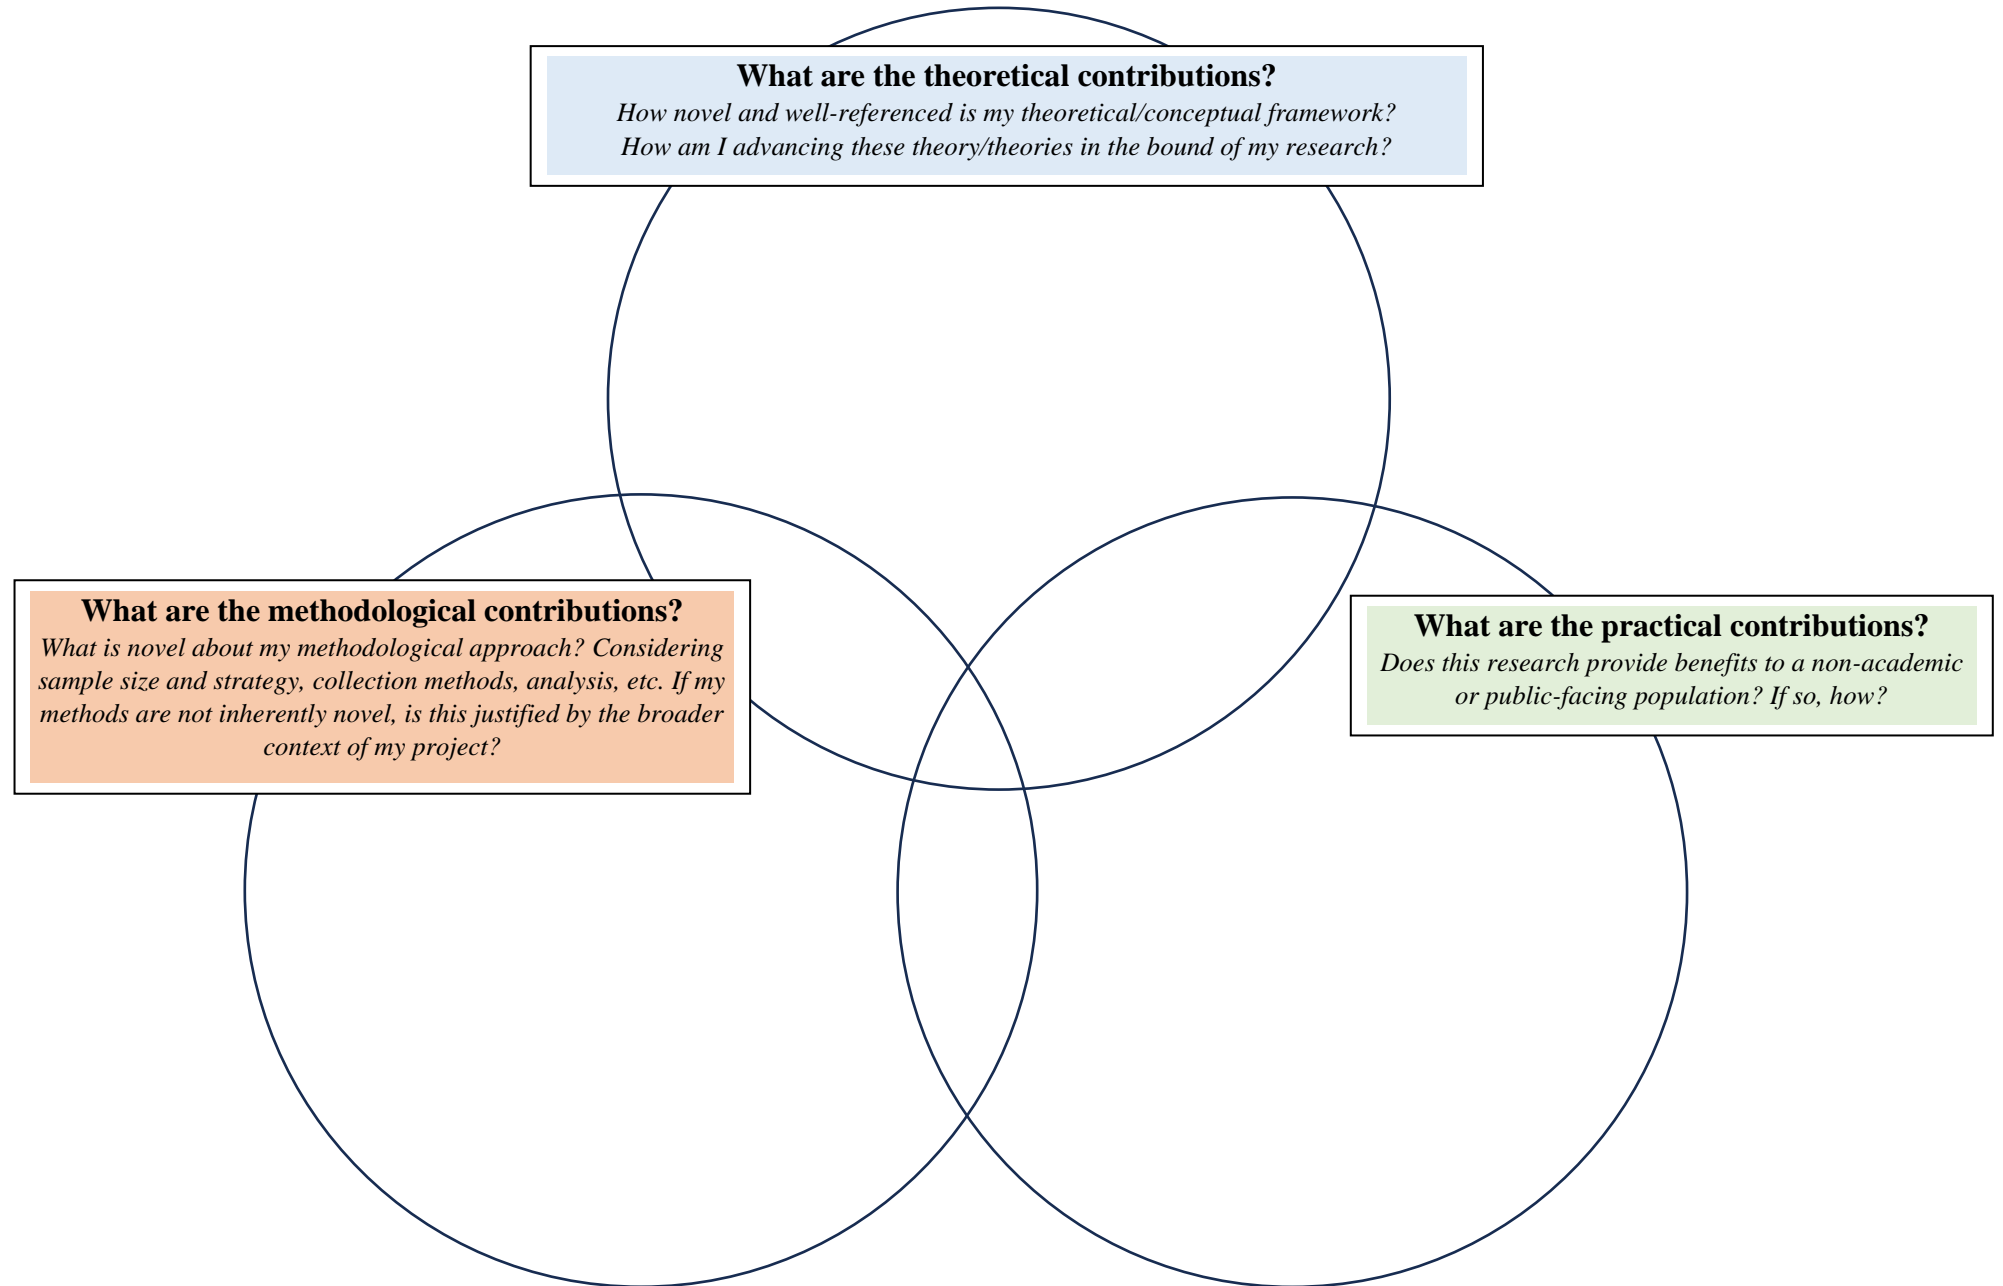 What are the theoretical contributions?
How novel and well-referenced is my theoretical/conceptual framework?
How am I advancing these theory/theories in the bound of my research?
What are the methodological contributions?
What is novel about my methodological approach? Considering
sample size and strategy, collection methods, analysis, etc. If my
methods are not inherently novel, is this justified by the broader
context of my project?
What are the practical contributions?
Does this research provide benefits to a non-academic
or public-facing population? If so, how?